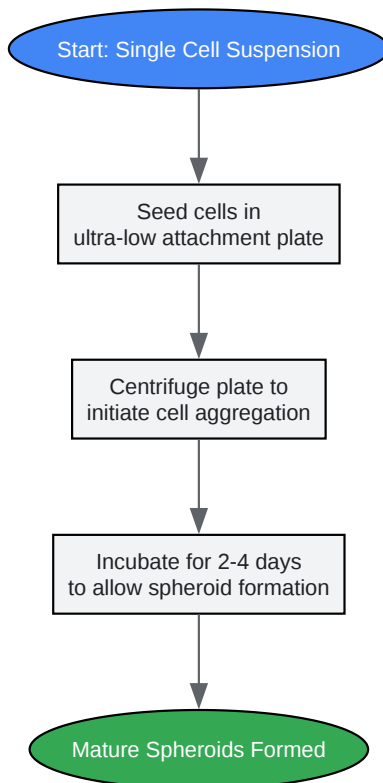 Start: Single Cell Suspension
Seed cells in
ultra-low attachment plate
Centrifuge plate to
initiate cell aggregation
Incubate for 2-4 days
to allow spheroid formation
Mature Spheroids Formed